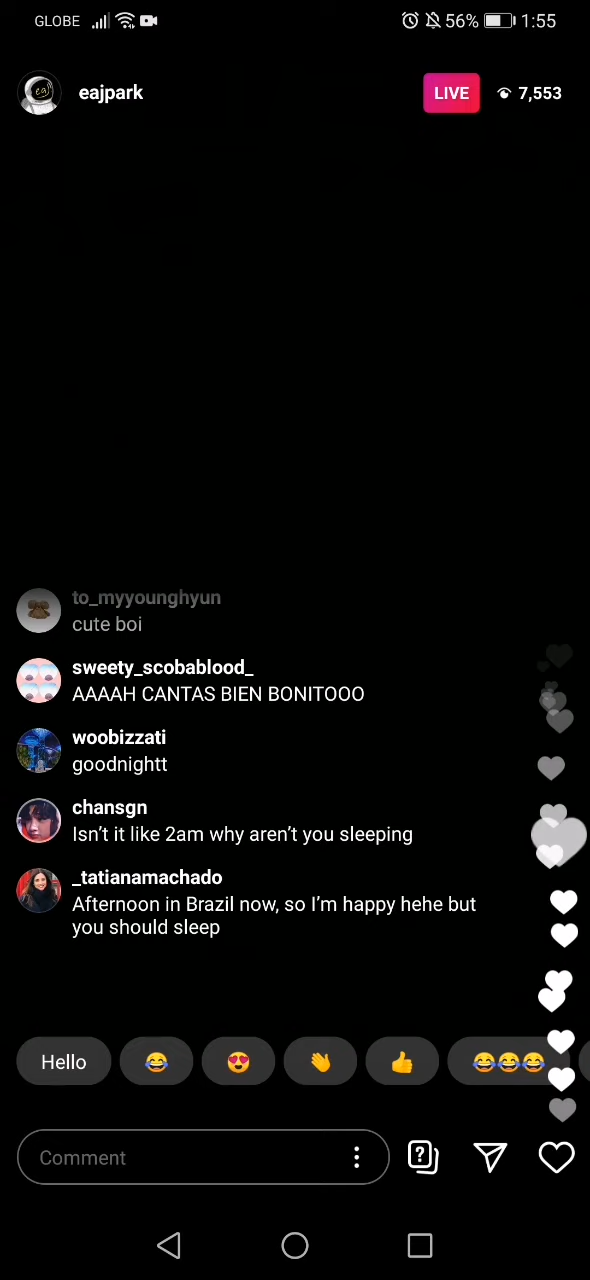 GLOBE 56% 1:55
eajpark LIVE 7,553
eaj
to_myyounghyun
cute boi
sweety_scobablood_
AAAAH CANTAS BIEN BONITOOO
woobizzati
goodnightt
chansgn
Isn't it like 2am why aren't you sleeping
_tatianamachado
Afternoon in Brazil now, so I'm happy hehe but
you should sleep
Hello 😂 😍 👋 👍 😂😂😂
Comment